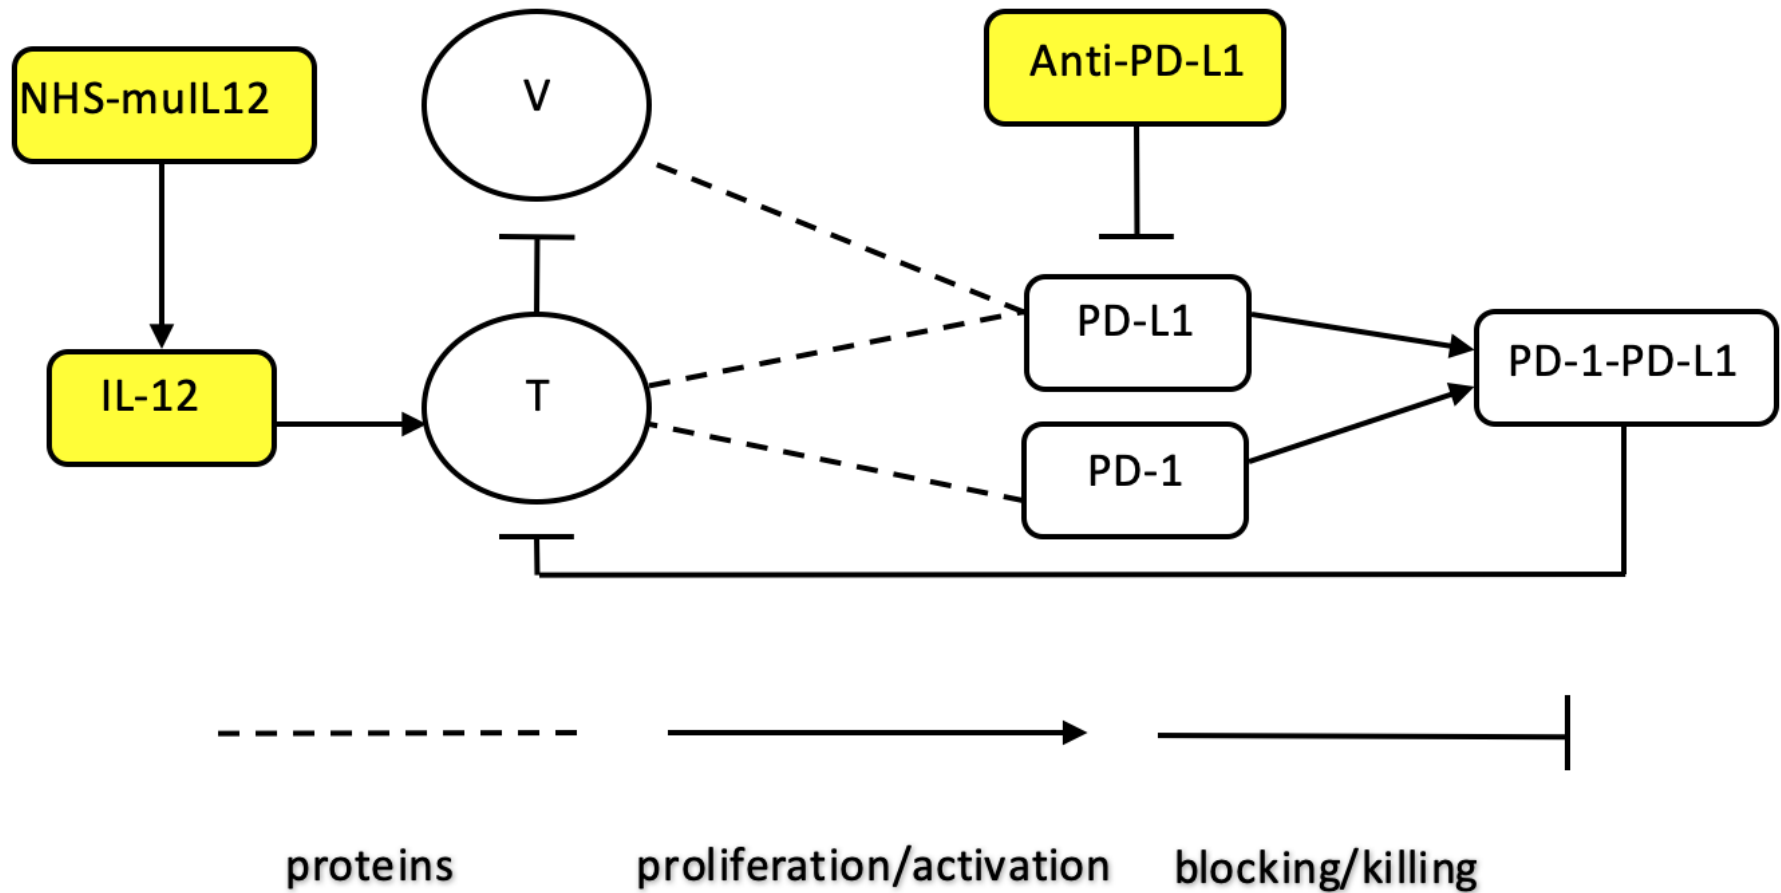 NHS-muIL12
V
Anti-PD-L1
IL-12
T
PD-L1
PD-1
PD-1-PD-L1
proteins
proliferation/activation
blocking/killing